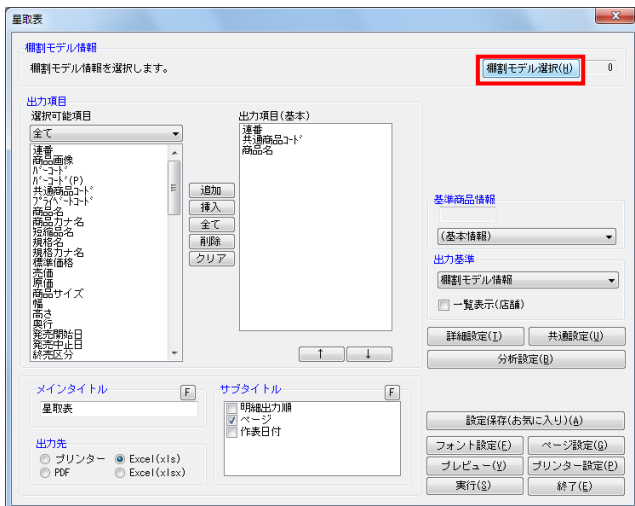 星取表
棚割モデル情報
棚割モデル情報を選択します。
棚割モデル選択(H)
0
出力項目
選択可能項目
全て
連番
商品画像
ﾊﾞｰｺｰﾄﾞ
ﾊﾞｰｺｰﾄﾞ(P)
共通商品ｺｰﾄﾞ
ﾌﾟﾗｲﾍﾞｰﾄｺｰﾄﾞ
商品名
商品カナ名
短縮品名
規格名
規格カナ名
標準価格
売価
原価
商品サイズ
幅
高さ
奥行
発売開始日
発売中止日
終売区分
追加
挿入
全て
削除
クリア
出力項目(基本)
連番
共通商品ｺｰﾄﾞ
商品名
↑
↓
基準商品情報
(基本情報)
出力基準
棚割モデル情報
一覧表示(店舗)
詳細設定(I)
共通設定(U)
分析設定(B)
メインタイトル
F
星取表
出力先
プリンター
Excel(xls)
PDF
Excel(xlsx)
サブタイトル
F
明細出力順
ページ
作表日付
設定保存(お気に入り)(A)
フォント設定(F)
ページ設定(G)
プレビュー(V)
プリンター設定(P)
実行(S)
終了(E)